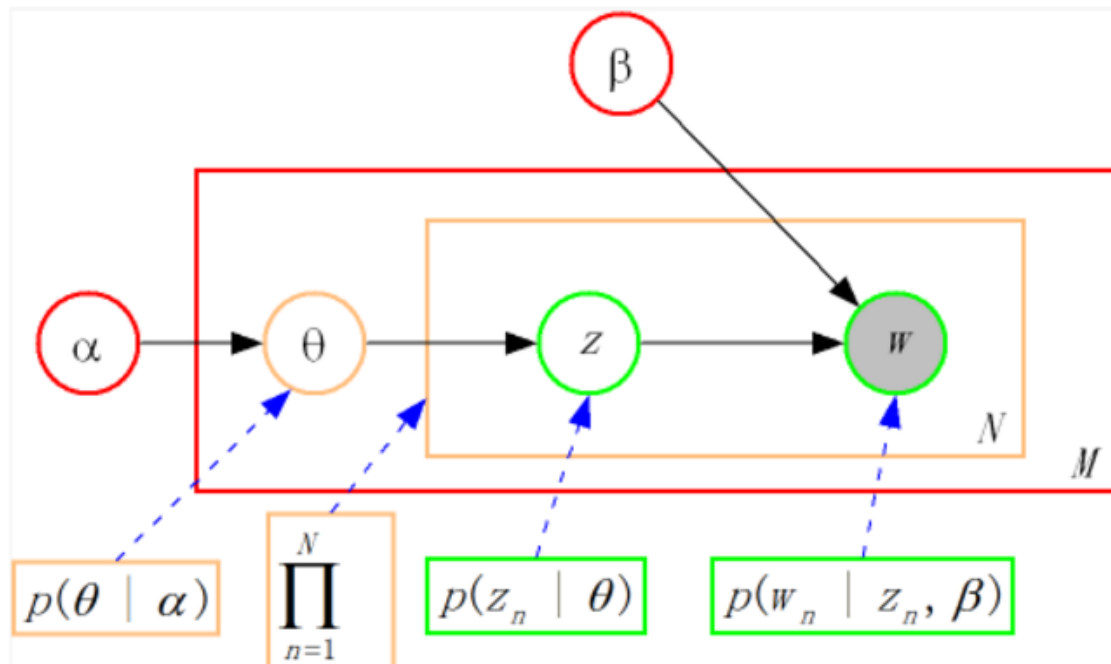 β
α
θ
z
w
N
M
p(θ | α)
N
∏
n=1
p(z_n | θ)
p(w_n | z_n, β)